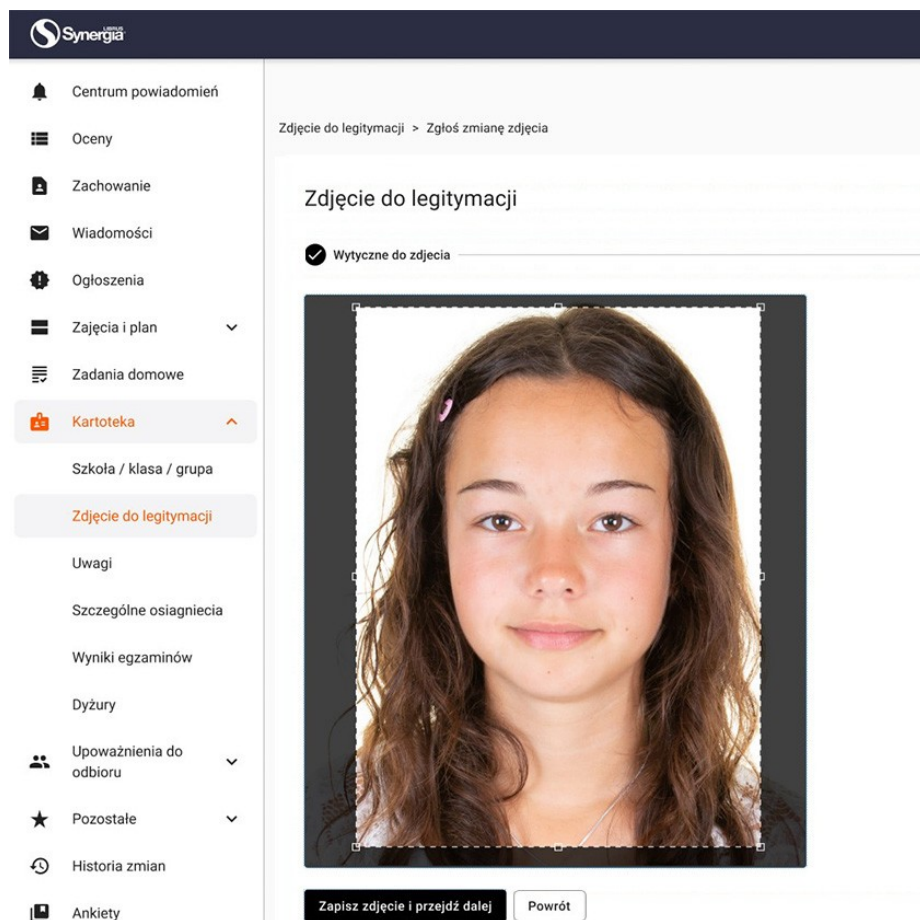 LIBRUS
Synergia
Centrum powiadomień
Oceny
Zachowanie
Wiadomości
Ogłoszenia
Zajęcia i plan
Zadania domowe
Kartoteka
Szkoła / klasa / grupa
Zdjęcie do legitymacji
Uwagi
Szczególne osiagniecia
Wyniki egzaminów
Dyżury
Upoważnienia do
odbioru
Pozostałe
Historia zmian
Ankiety
Zdjęcie do legitymacji > Zgłoś zmianę zdjęcia
Zdjęcie do legitymacji
Wytyczne do zdjecia
Zapisz zdjęcie i przejdź dalej
Powrót